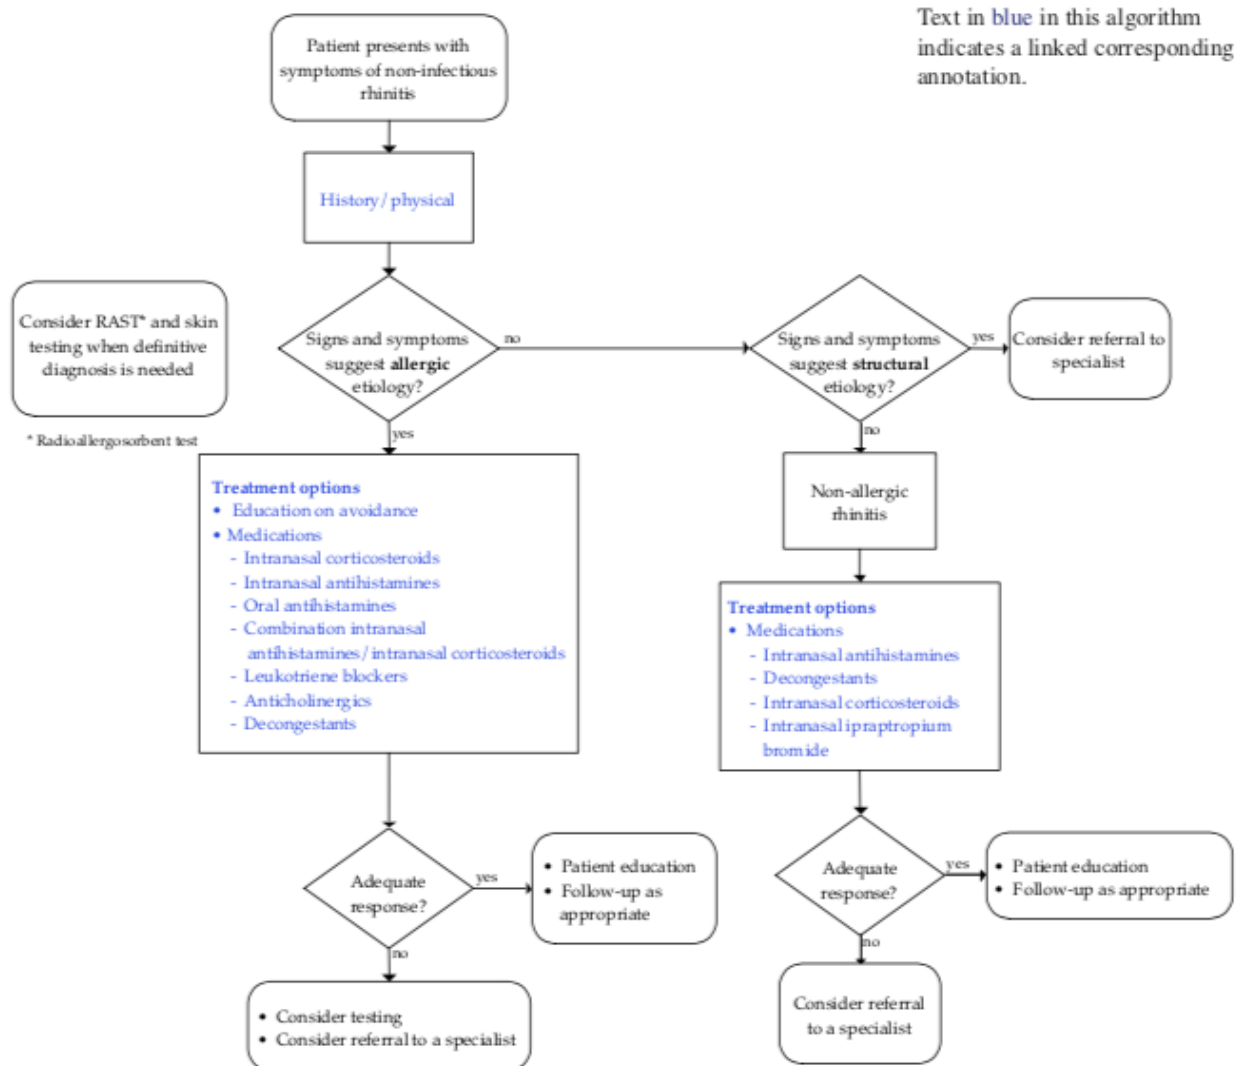 Text in blue in this algorithm
indicates a linked corresponding
annotation.
Patient presents with
symptoms of non-infectious
rhinitis
History/physical
Consider RAST* and skin
testing when definitive
diagnosis is needed
* Radioallergosorbent test
Signs and symptoms
suggest allergic
etiology?
no
yes
Signs and symptoms
suggest structural
etiology?
yes
no
Consider referral to
specialist
Treatment options
• Education on avoidance
• Medications
- Intranasal corticosteroids
- Intranasal antihistamines
- Oral antihistamines
- Combination intranasal
antihistamines/intranasal corticosteroids
- Leukotriene blockers
- Anticholinergics
- Decongestants
Non-allergic
rhinitis
Treatment options
• Medications
- Intranasal antihistamines
- Decongestants
- Intranasal corticosteroids
- Intranasal ipraptropium
bromide
Adequate
response?
yes
no
• Patient education
• Follow-up as
appropriate
• Consider testing
• Consider referral to a specialist
Adequate
response?
yes
no
• Patient education
• Follow-up as appropriate
Consider referral
to a specialist